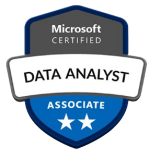 Microsoft
CERTIFIED
DATA ANALYST
ASSOCIATE